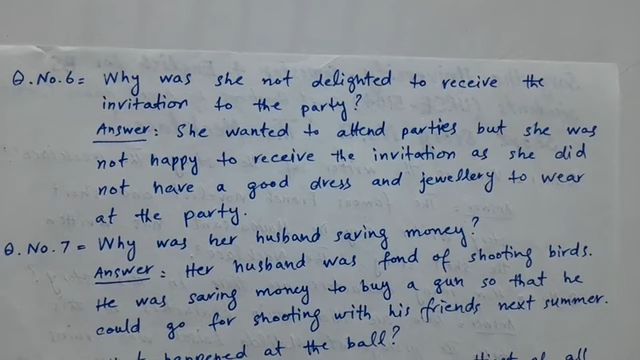 Q.No.6= Why was she not delighted to receive the
invitation to the party?
Answer: She wanted to attend parties but she was
not happy to receive the invitation as she did
not have a good dress and jewellery to wear
at the party.
Q.No.7= Why was her husband saving money?
Answer: Her husband was fond of shooting birds.
He was saving money to buy a gun so that he
could go for shooting with his friends next summer.
happened at the ball?